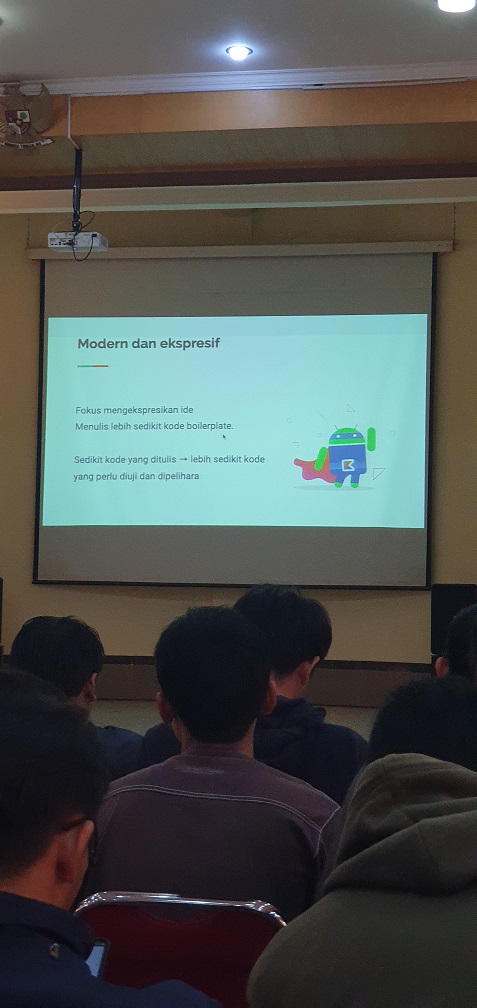 Modern dan ekspresif
Fokus mengekspresikan ide
Menulis lebih sedikit kode boilerplate.
Sedikit kode yang ditulis → lebih sedikit kode
yang perlu diuji dan dipelihara